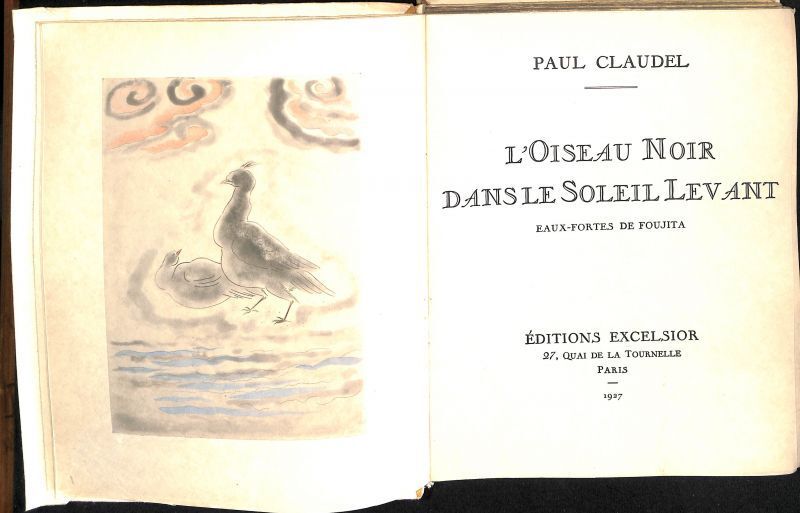 PAUL CLAUDEL
L'OISEAU NOIR
DANS LE SOLEIL LEVANT
EAUX-FORTES DE FOUJITA
ÉDITIONS EXCELSIOR
27, QUAI DE LA TOURNELLE
PARIS
1927